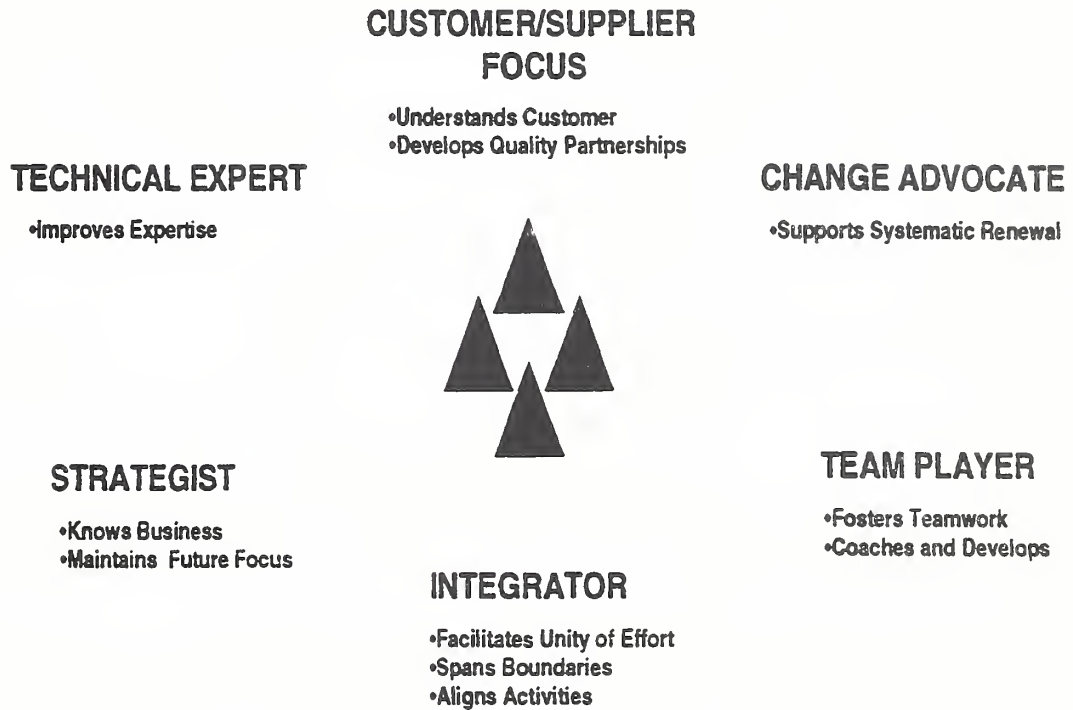 CUSTOMER/SUPPLIER
FOCUS
•Understands Customer
•Develops Quality Partnerships
TECHNICAL EXPERT
•Improves Expertise
CHANGE ADVOCATE
•Supports Systematic Renewal
STRATEGIST
•Knows Business
•Maintains Future Focus
TEAM PLAYER
•Fosters Teamwork
•Coaches and Develops
INTEGRATOR
•Facilitates Unity of Effort
•Spans Boundaries
•Aligns Activities